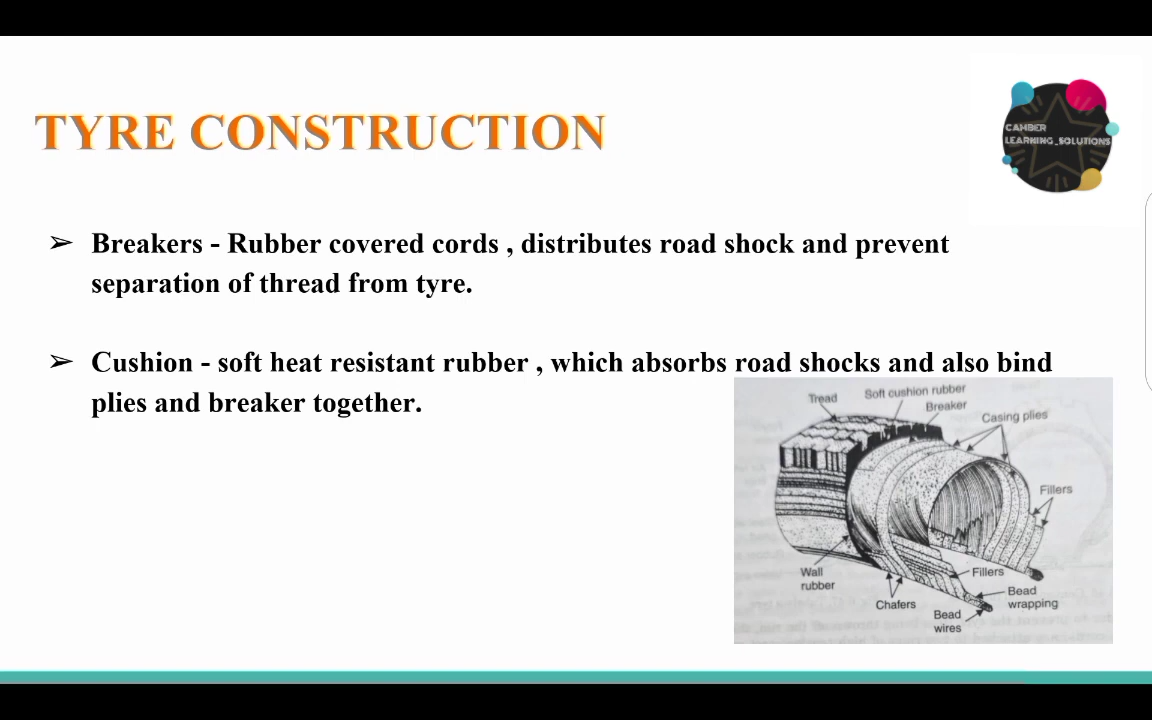 TYRE CONSTRUCTION
CAMBER
LEARNING_SOLUTIONS
➢ Breakers - Rubber covered cords , distributes road shock and prevent
separation of thread from tyre.
➢ Cushion - soft heat resistant rubber , which absorbs road shocks and also bind
plies and breaker together.
Tread
Soft cushion rubber
Breaker
Casing plies
Fillers
Wall
rubber
Chafers
Fillers
Bead
wrapping
Bead
wires